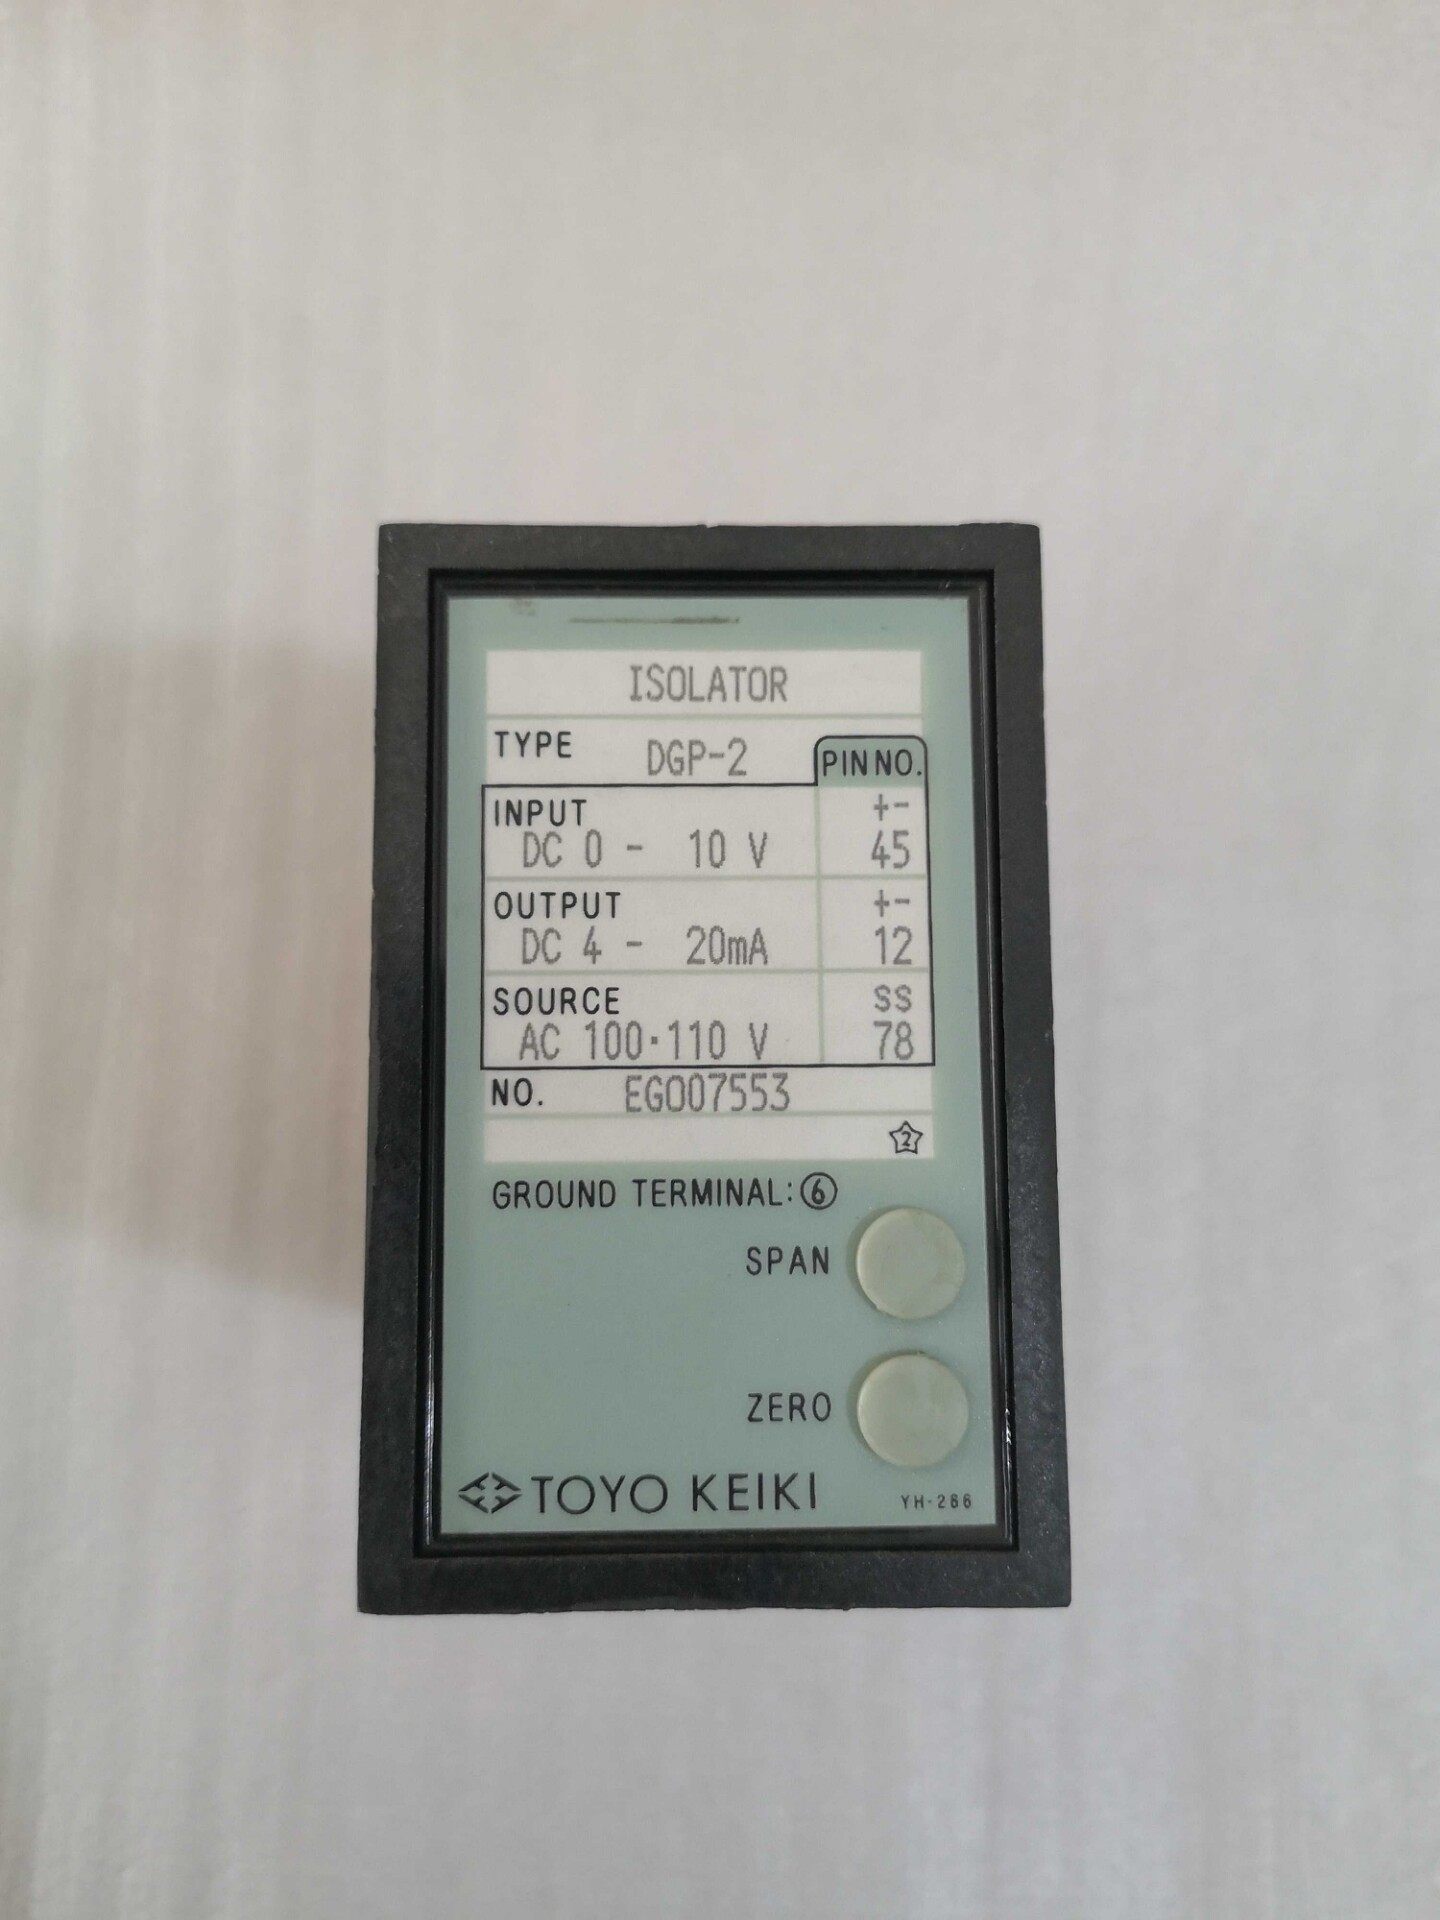 ISOLATOR
TYPE DGP-2 PIN NO.
INPUT + -
DC 0 - 10 V 45
OUTPUT + -
DC 4 - 20mA 12
SOURCE SS
AC 100·110 V 78
NO. EG007553
2
GROUND TERMINAL: ⑥
SPAN
ZERO
TOYO KEIKI YH-266